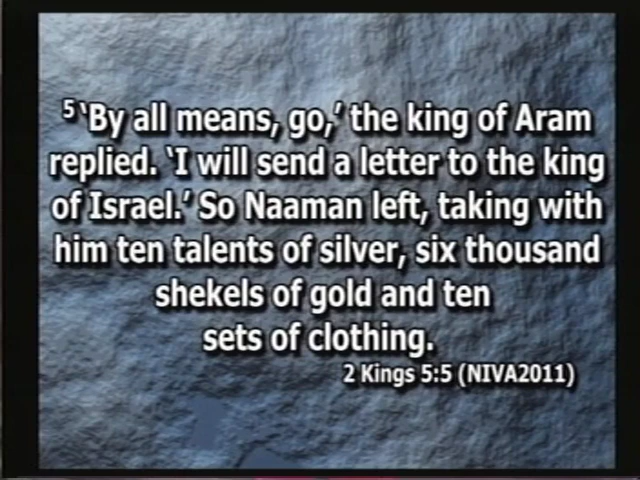 ⁵ ‘By all means, go,’ the king of Aram
replied. ‘I will send a letter to the king
of Israel.’ So Naaman left, taking with
him ten talents of silver, six thousand
shekels of gold and ten
sets of clothing.
2 Kings 5:5 (NIVA2011)